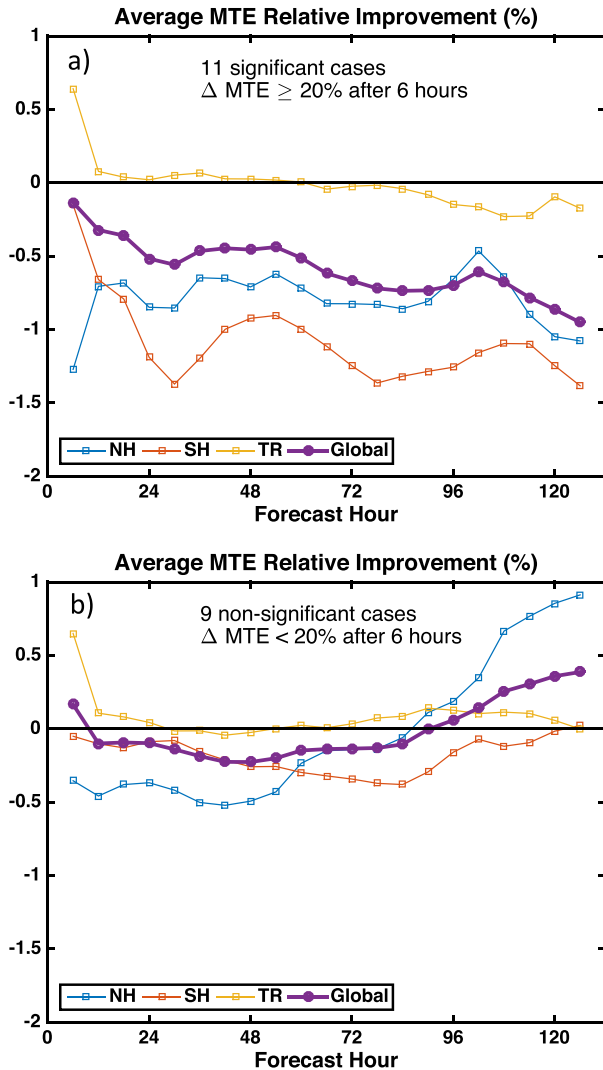 Average MTE Relative Improvement (%)
1
a)
11 significant cases
Δ MTE ≥ 20% after 6 hours
0.5
0
-0.5
-1
-1.5
NH SH TR Global
-2
0 24 48 72 96 120
Forecast Hour
Average MTE Relative Improvement (%)
1
b)
9 non-significant cases
Δ MTE < 20% after 6 hours
0.5
0
-0.5
-1
-1.5
NH SH TR Global
-2
0 24 48 72 96 120
Forecast Hour